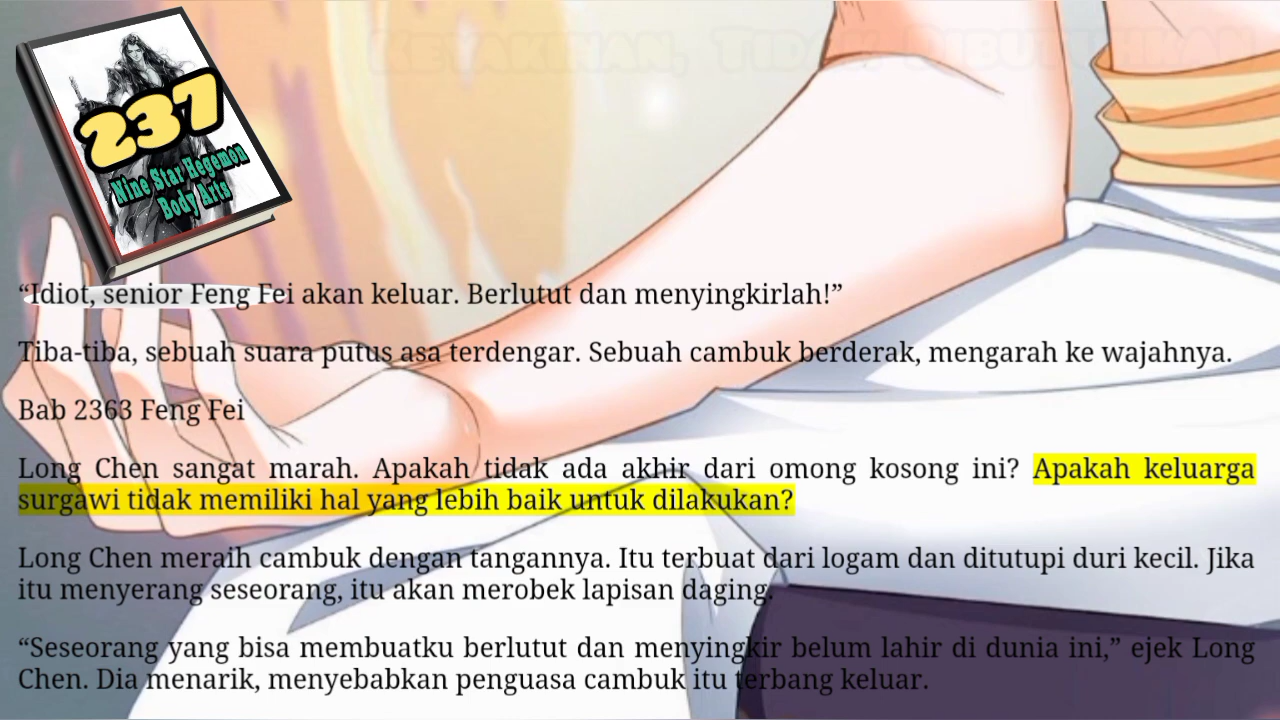 KEYAKINAN, TIDAK DIBUTUHKAN
237
Nine Star Hegemon
Body Arts
“Idiot, senior Feng Fei akan keluar. Berlutut dan menyingkirlah!”
Tiba-tiba, sebuah suara putus asa terdengar. Sebuah cambuk berderak, mengarah ke wajahnya.
Bab 2363 Feng Fei
Long Chen sangat marah. Apakah tidak ada akhir dari omong kosong ini? Apakah keluarga
surgawi tidak memiliki hal yang lebih baik untuk dilakukan?
Long Chen meraih cambuk dengan tangannya. Itu terbuat dari logam dan ditutupi duri kecil. Jika
itu menyerang seseorang, itu akan merobek lapisan daging.
“Seseorang yang bisa membuatku berlutut dan menyingkir belum lahir di dunia ini,” ejek Long
Chen. Dia menarik, menyebabkan penguasa cambuk itu terbang keluar.